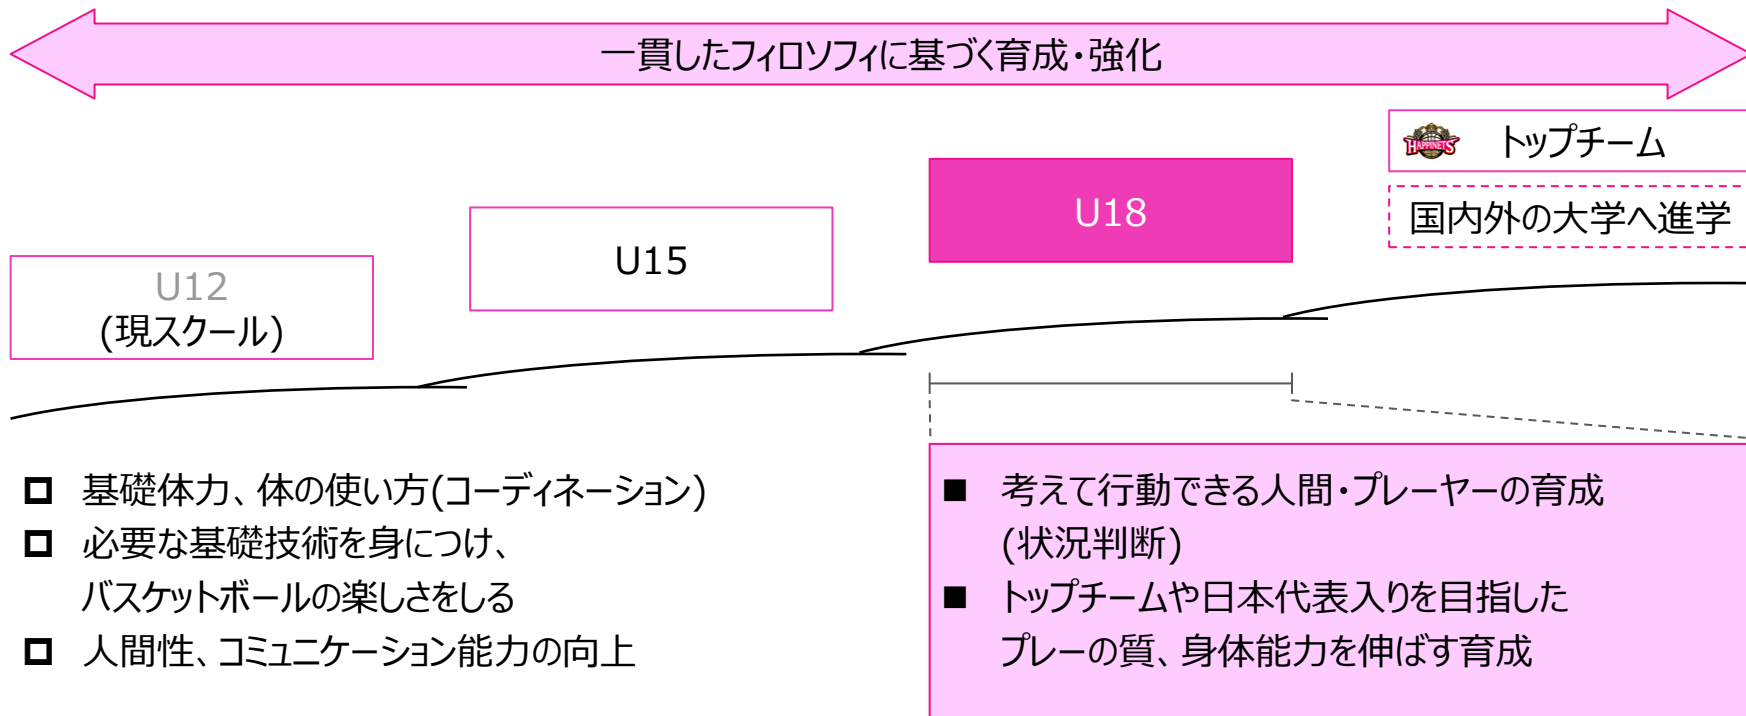 一貫したフィロソフィに基づく育成・強化
HAPPINETS
トップチーム
国内外の大学へ進学
U18
U15
U12
(現スクール)
基礎体力、体の使い方(コーディネーション)
必要な基礎技術を身につけ、
バスケットボールの楽しさをしる
人間性、コミュニケーション能力の向上
考えて行動できる人間・プレーヤーの育成
(状況判断)
トップチームや日本代表入りを目指した
プレーの質、身体能力を伸ばす育成